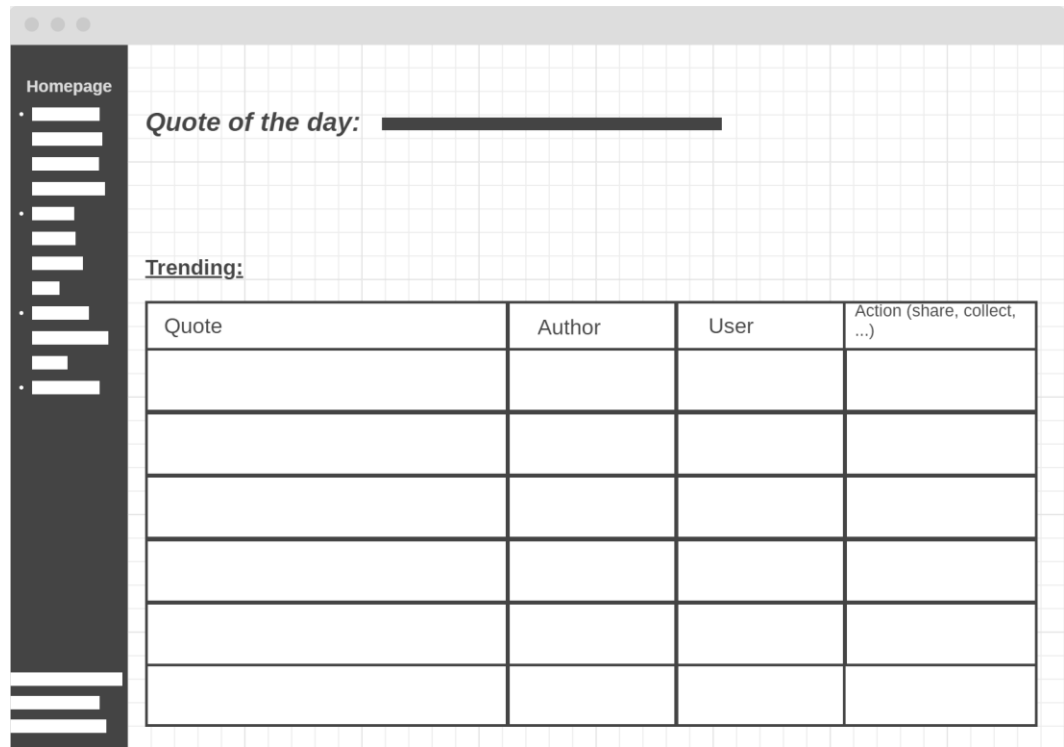 Homepage
Quote of the day:
Trending:
Quote
Author
User
Action (share, collect,
...)